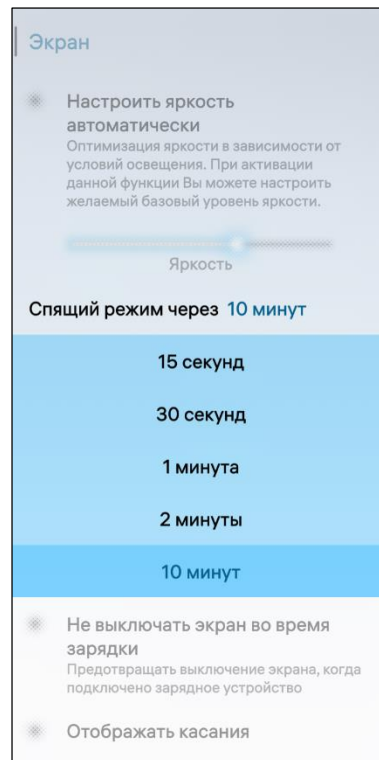 Экран
Настроить яркость
автоматически
Оптимизация яркости в зависимости от
условий освещения. При активации
данной функции Вы можете настроить
желаемый базовый уровень яркости.
Яркость
Спящий режим через 10 минут
15 секунд
30 секунд
1 минута
2 минуты
10 минут
Не выключать экран во время
зарядки
Предотвращать выключение экрана, когда
подключено зарядное устройство
Отображать касания